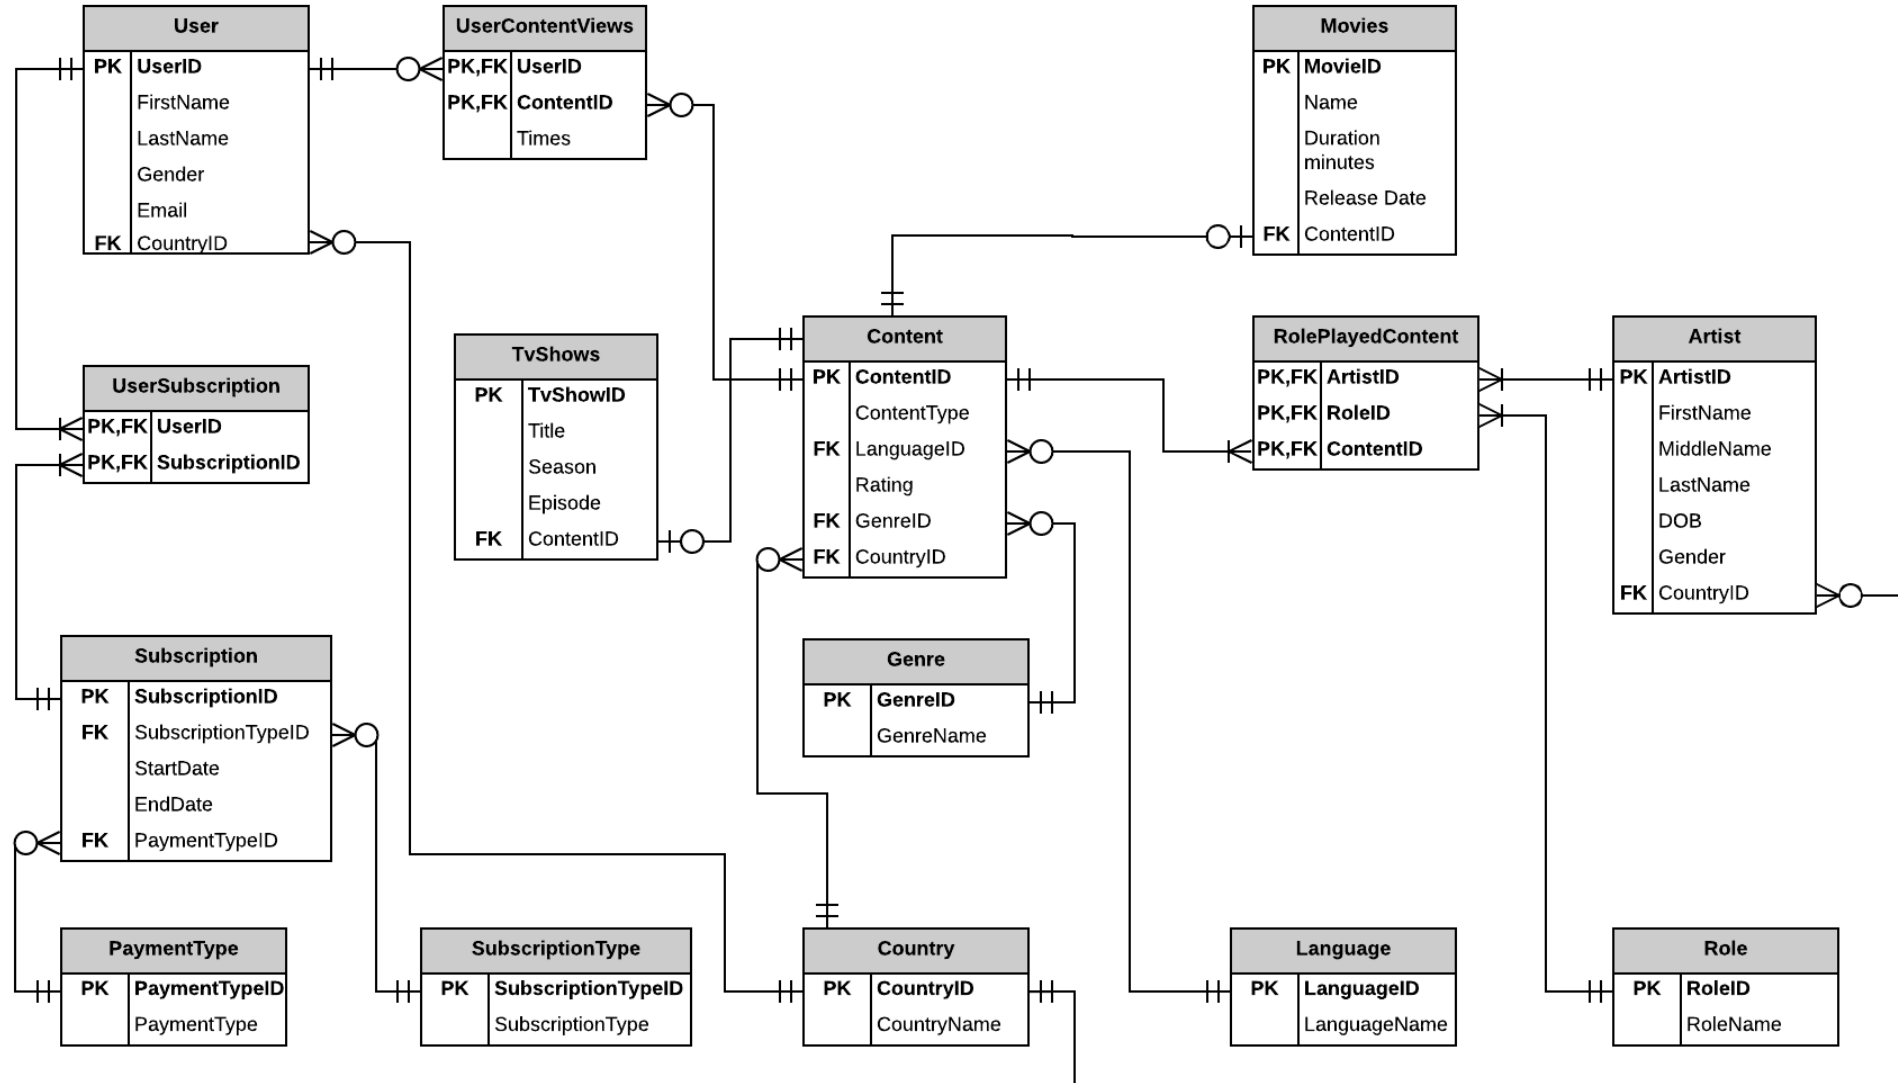 User
PK UserID
FirstName
LastName
Gender
Email
FK CountryID
UserContentViews
PK,FK UserID
PK,FK ContentID
Times
Movies
PK MovieID
Name
Duration
minutes
Release Date
FK ContentID
TvShows
PK TvShowID
Title
Season
Episode
FK ContentID
Content
PK ContentID
ContentType
FK LanguageID
Rating
FK GenreID
FK CountryID
RolePlayedContent
PK,FK ArtistID
PK,FK RoleID
PK,FK ContentID
Artist
PK ArtistID
FirstName
MiddleName
LastName
DOB
Gender
FK CountryID
UserSubscription
PK,FK UserID
PK,FK SubscriptionID
Subscription
PK SubscriptionID
FK SubscriptionTypeID
StartDate
EndDate
FK PaymentTypeID
Genre
PK GenreID
GenreName
PaymentType
PK PaymentTypeID
PaymentType
SubscriptionType
PK SubscriptionTypeID
SubscriptionType
Country
PK CountryID
CountryName
Language
PK LanguageID
LanguageName
Role
PK RoleID
RoleName